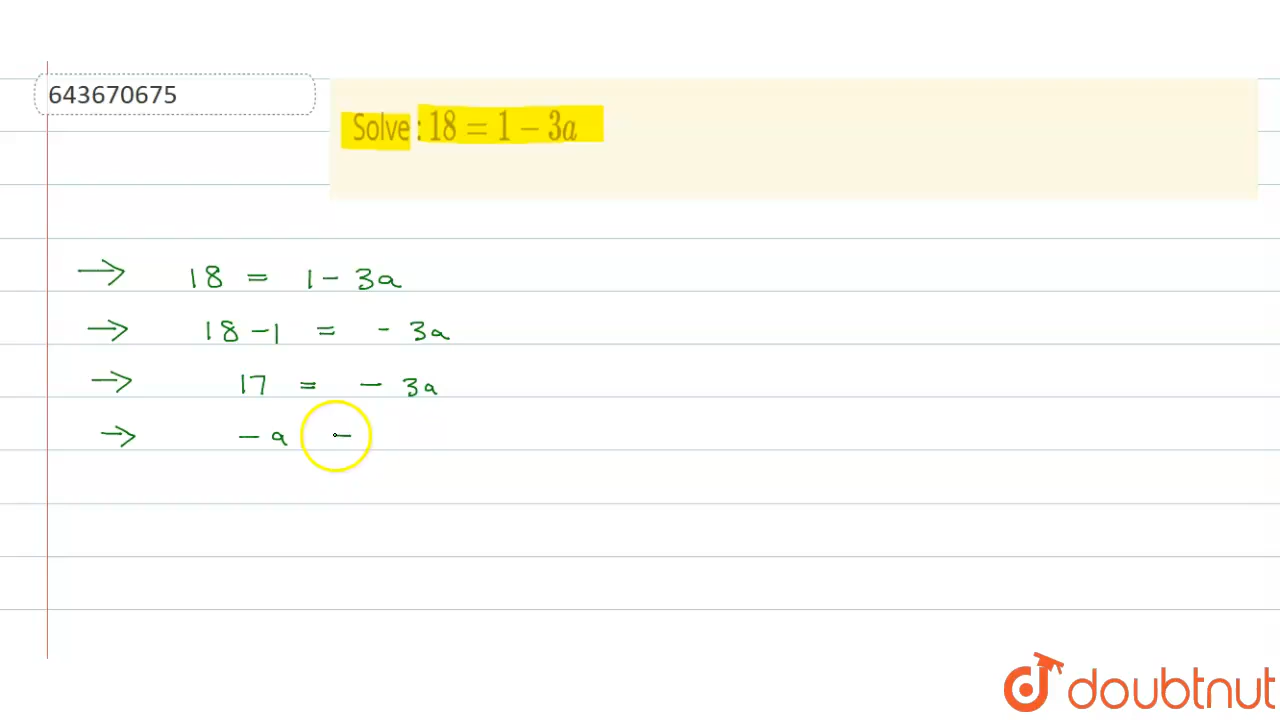 643670675
Solve : 18 = 1 − 3a
→ 18 = 1 − 3a
→ 18 − 1 = − 3a
→ 17 = − 3a
→ − a −
doubtnut